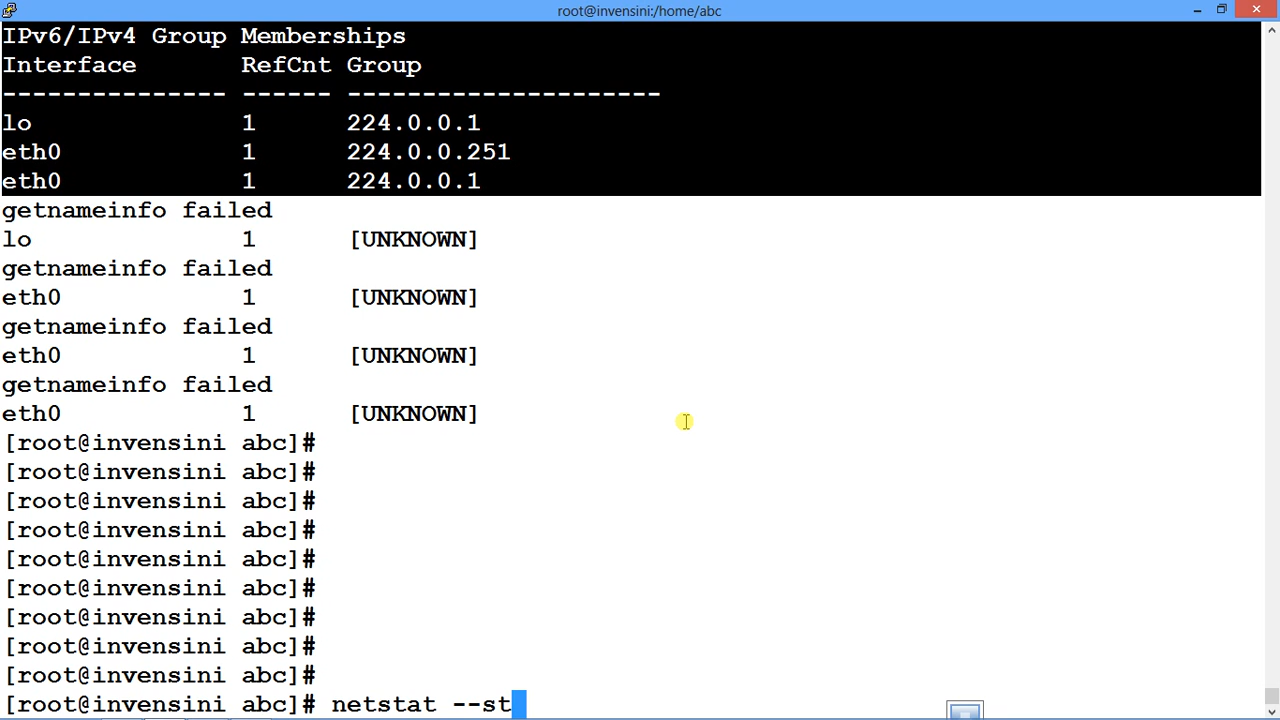 root@invensini:/home/abc
IPv6/IPv4 Group Memberships
Interface       RefCnt Group
--------------- ------ ---------------------
lo              1      224.0.0.1
eth0            1      224.0.0.251
eth0            1      224.0.0.1
getnameinfo failed
lo              1      [UNKNOWN]
getnameinfo failed
eth0            1      [UNKNOWN]
getnameinfo failed
eth0            1      [UNKNOWN]
getnameinfo failed
eth0            1      [UNKNOWN]
[root@invensini abc]#
[root@invensini abc]#
[root@invensini abc]#
[root@invensini abc]#
[root@invensini abc]#
[root@invensini abc]#
[root@invensini abc]#
[root@invensini abc]#
[root@invensini abc]#
[root@invensini abc]# netstat --st